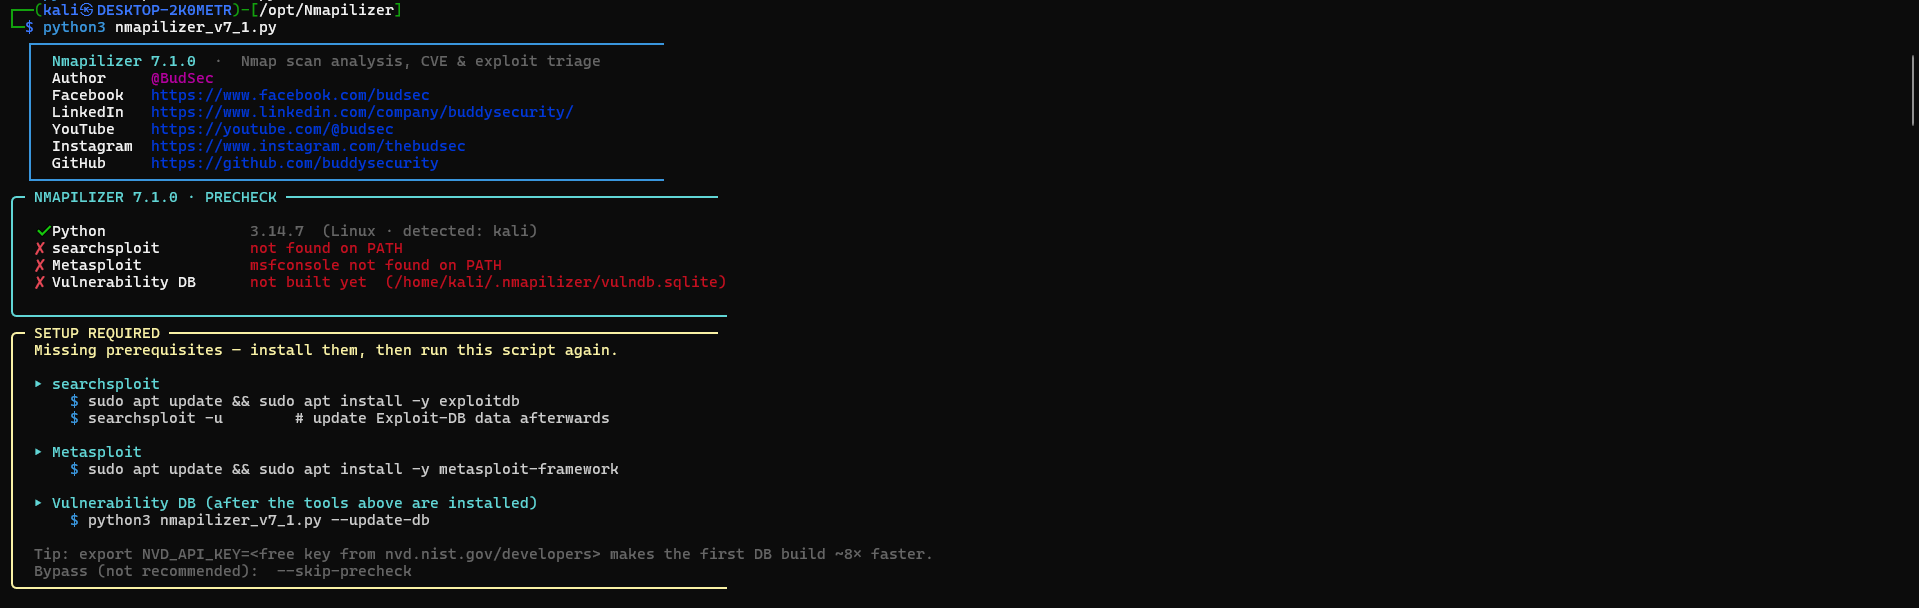 (kali㉿DESKTOP-2K0METR)-[/opt/Nmapilizer]
$ python3 nmapilizer_v7_1.py
Nmapilizer 7.1.0 · Nmap scan analysis, CVE & exploit triage
Author @BudSec
Facebook https://www.facebook.com/budsec
LinkedIn https://www.linkedin.com/company/buddysecurity/
YouTube https://youtube.com/@budsec
Instagram https://www.instagram.com/thebudsec
GitHub https://github.com/buddysecurity
NMAPILIZER 7.1.0 · PRECHECK
✓Python 3.14.7 (Linux · detected: kali)
✗ searchsploit not found on PATH
✗ Metasploit msfconsole not found on PATH
✗ Vulnerability DB not built yet (/home/kali/.nmapilizer/vulndb.sqlite)
SETUP REQUIRED
Missing prerequisites — install them, then run this script again.
▸ searchsploit
$ sudo apt update && sudo apt install -y exploitdb
$ searchsploit -u # update Exploit-DB data afterwards
▸ Metasploit
$ sudo apt update && sudo apt install -y metasploit-framework
▸ Vulnerability DB (after the tools above are installed)
$ python3 nmapilizer_v7_1.py --update-db
Tip: export NVD_API_KEY=<free key from nvd.nist.gov/developers> makes the first DB build ~8× faster.
Bypass (not recommended): --skip-precheck